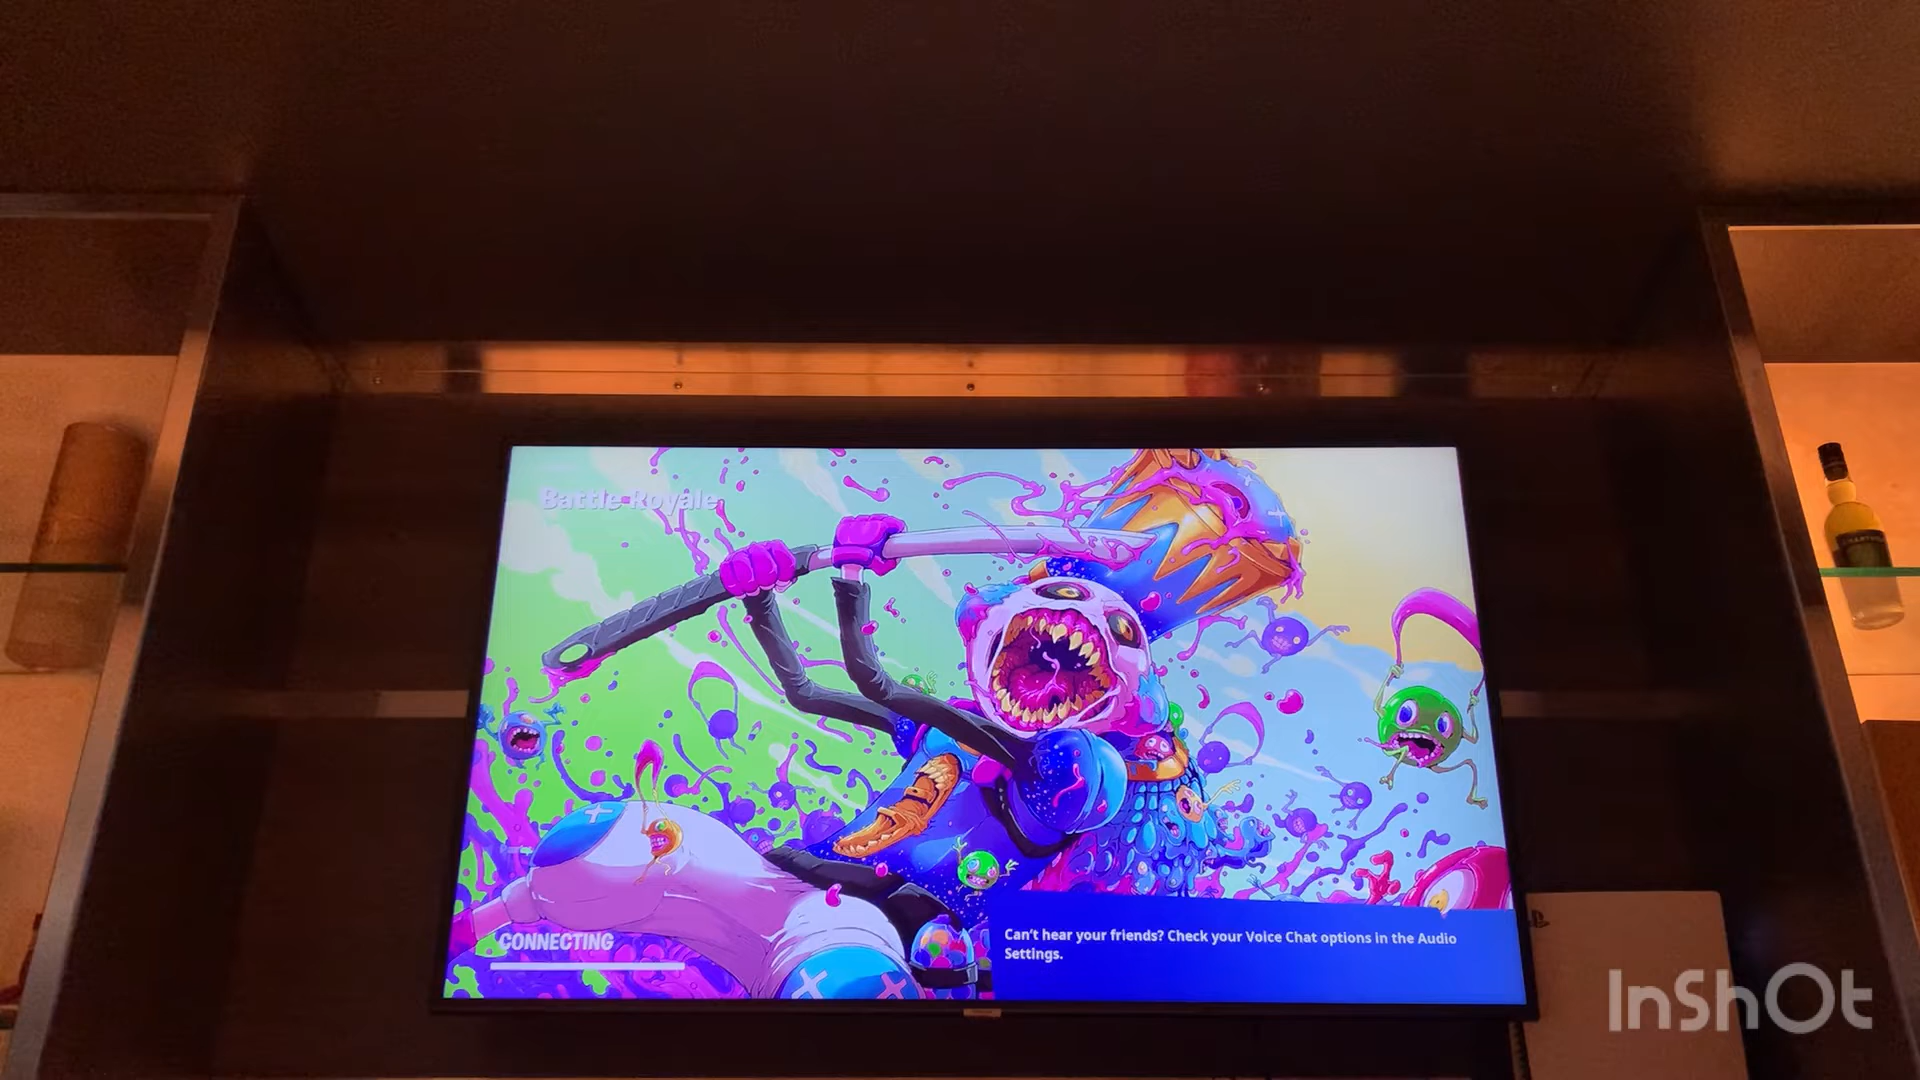 Battle Royale
CONNECTING
Can't hear your friends? Check your Voice Chat options in the Audio
Settings.
InShOt